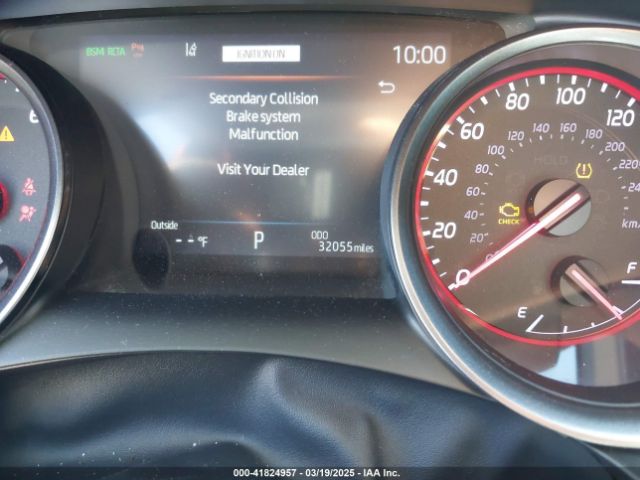 BSM RCTA
IGNITION ON
10:00
Secondary Collision
Brake system
Malfunction
Visit Your Dealer
Outside
-- °F
P
ODO
32055 miles
6
0
20
40
60
80
100
120
20
40
60
80
100
120
140
160
180
200
220
HOLD
CHECK
km/
E
F
000-41824957 - 03/19/2025 - IAA Inc.